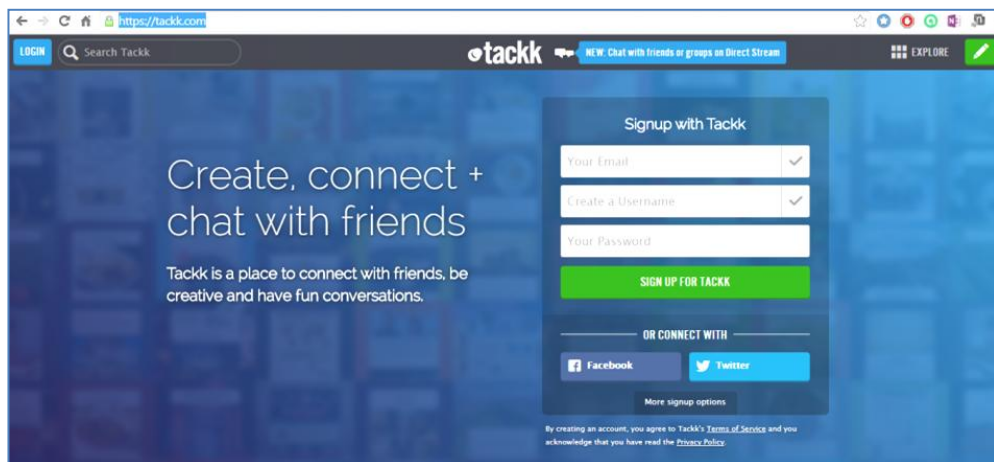 https://tackk.com
LOGIN
Search Tackk
tackk
NEW: Chat with friends or groups on Direct Stream
EXPLORE
Create, connect +
chat with friends
Tackk is a place to connect with friends, be
creative and have fun conversations.
Signup with Tackk
Your Email
Create a Username
Your Password
SIGN UP FOR TACKK
OR CONNECT WITH
Facebook
Twitter
More signup options
By creating an account, you agree to Tackk's Terms of Service and you
acknowledge that you have read the Privacy Policy.